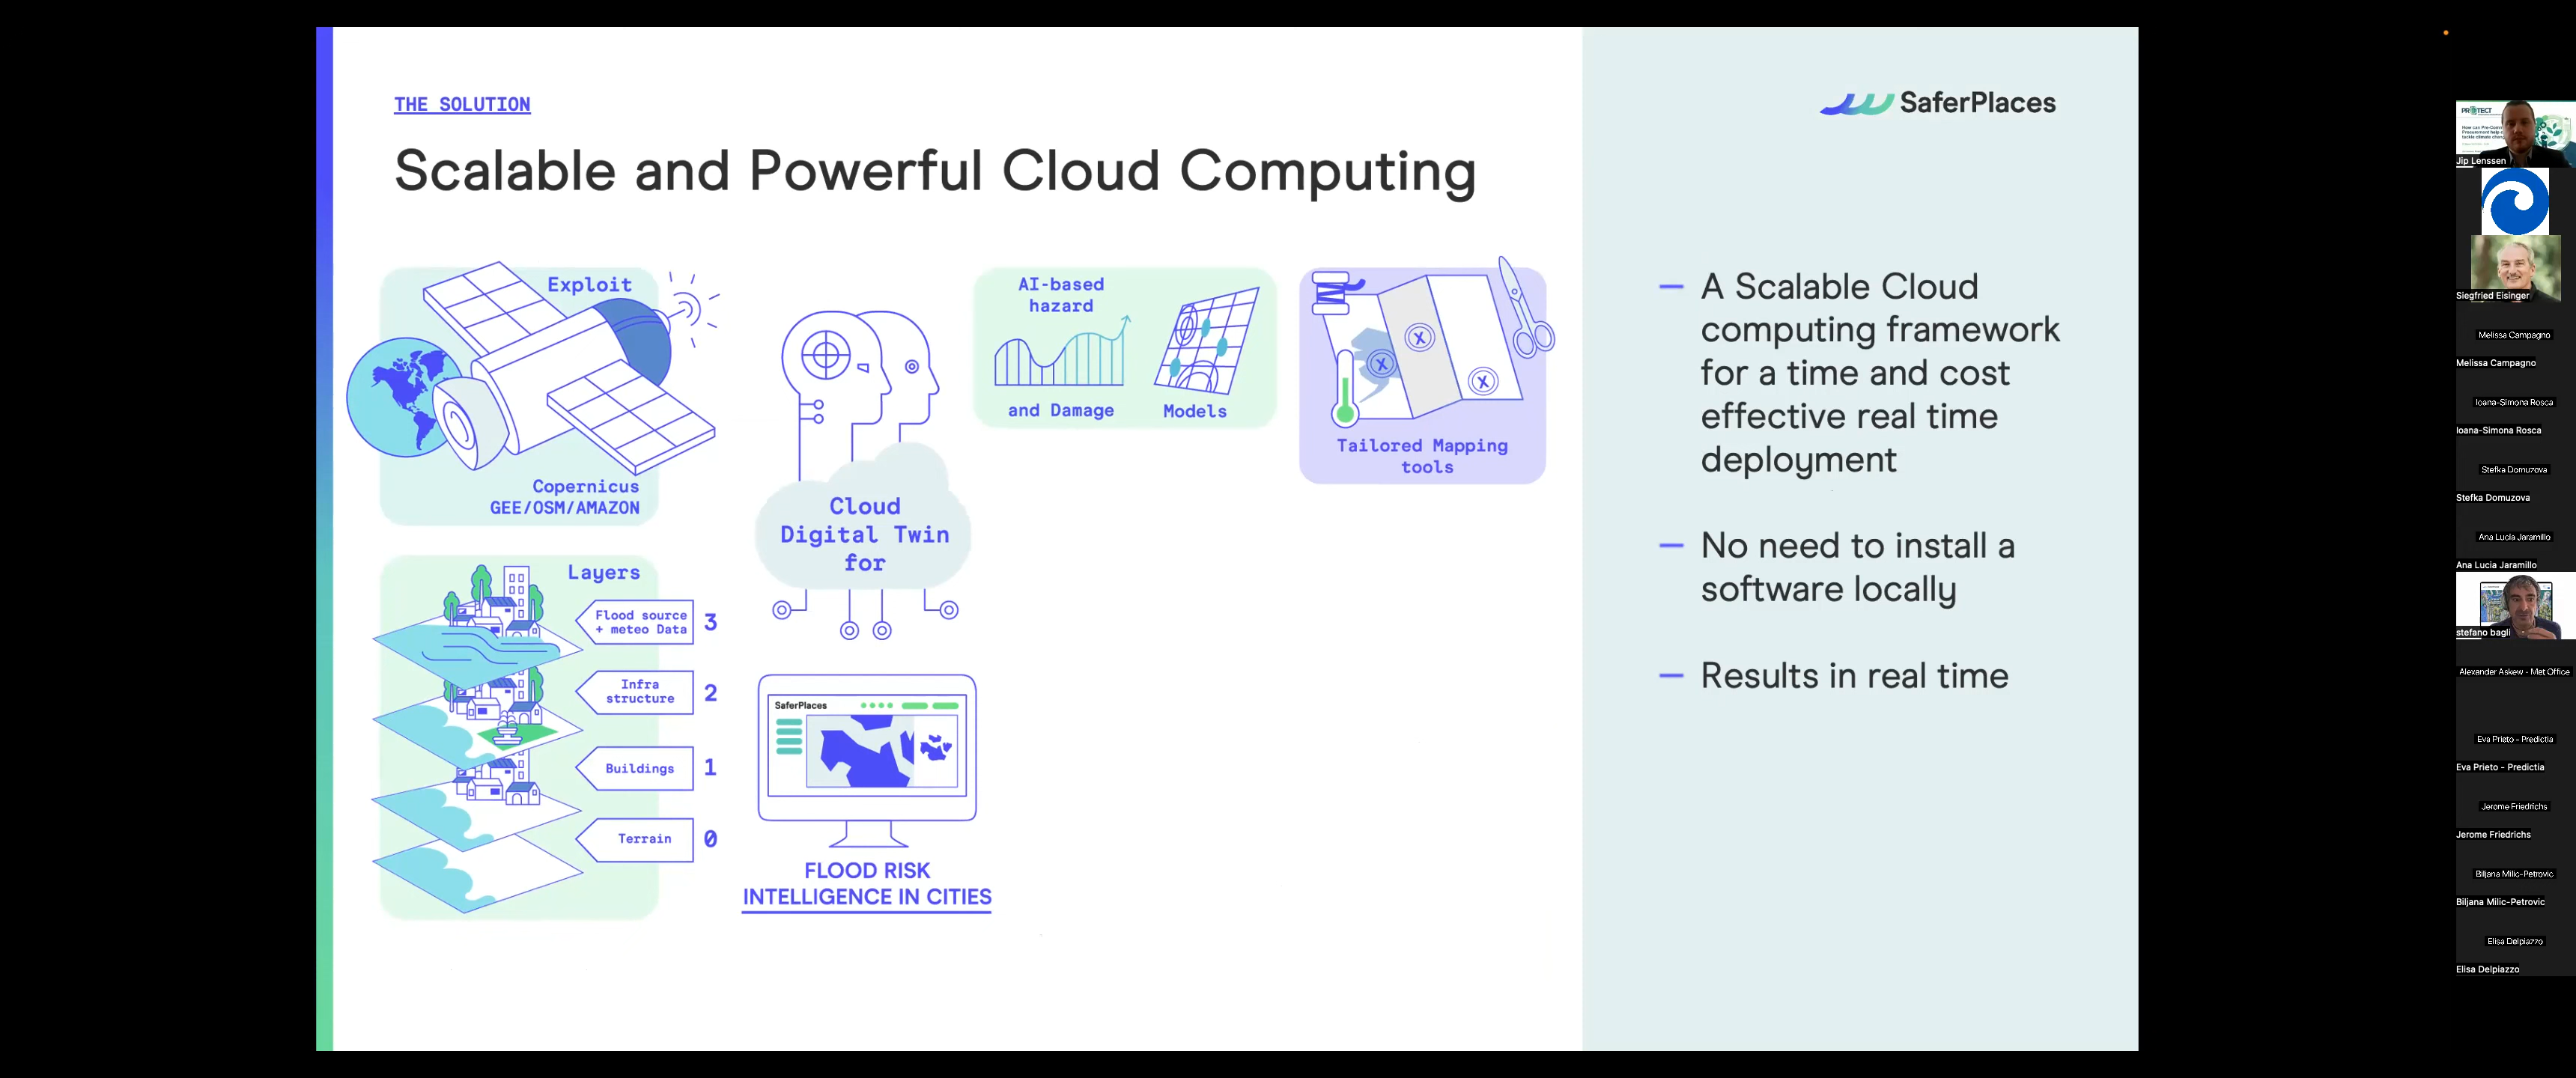 THE SOLUTION
SaferPlaces
Scalable and Powerful Cloud Computing
Exploit
Copernicus
GEE/OSM/AMAZON
Layers
Flood source
+ meteo Data
3
Infra
structure
2
Buildings
1
Terrain
0
Cloud
Digital Twin
for
SaferPlaces
FLOOD RISK
INTELLIGENCE IN CITIES
AI-based
hazard
and Damage
Models
X
X
X
Tailored Mapping
tools
— A Scalable Cloud
computing framework
for a time and cost
effective real time
deployment
— No need to install a
software locally
— Results in real time
PROTECT
Jip Lenssen
Siegfried Eisinger
Melissa Campagno
Melissa Campagno
Ioana-Simona Rosca
Ioana-Simona Rosca
Stefka Domuzova
Stefka Domuzova
Ana Lucia Jaramillo
Ana Lucia Jaramillo
stefano bagli
Alexander Askew - Met Office
Eva Prieto - Predictia
Eva Prieto - Predictia
Jerome Friedrichs
Jerome Friedrichs
Biljana Milic-Petrovic
Biljana Milic-Petrovic
Elisa Delpiazzo
Elisa Delpiazzo